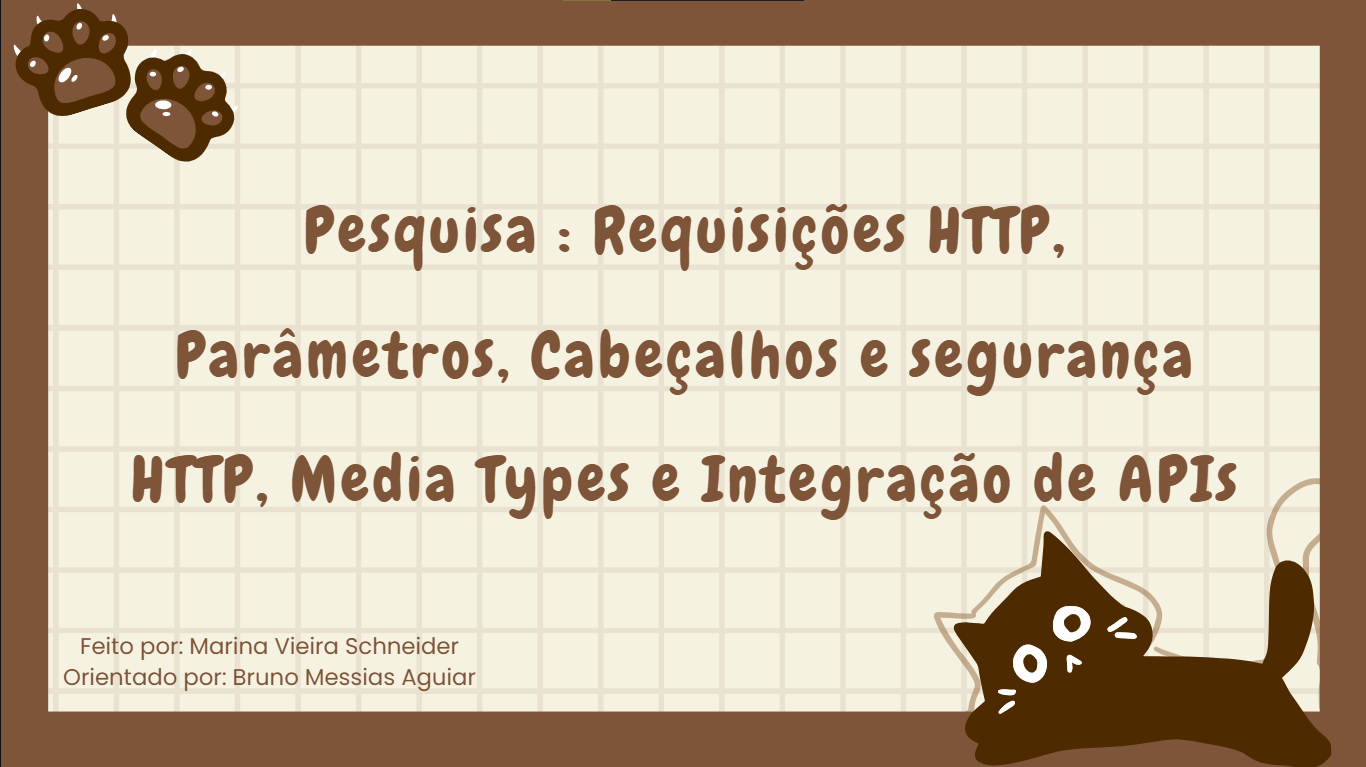 Pesquisa : Requisições HTTP,
Parâmetros, Cabeçalhos e segurança
HTTP, Media Types e Integração de APIs
Feito por: Marina Vieira Schneider
Orientado por: Bruno Messias Aguiar